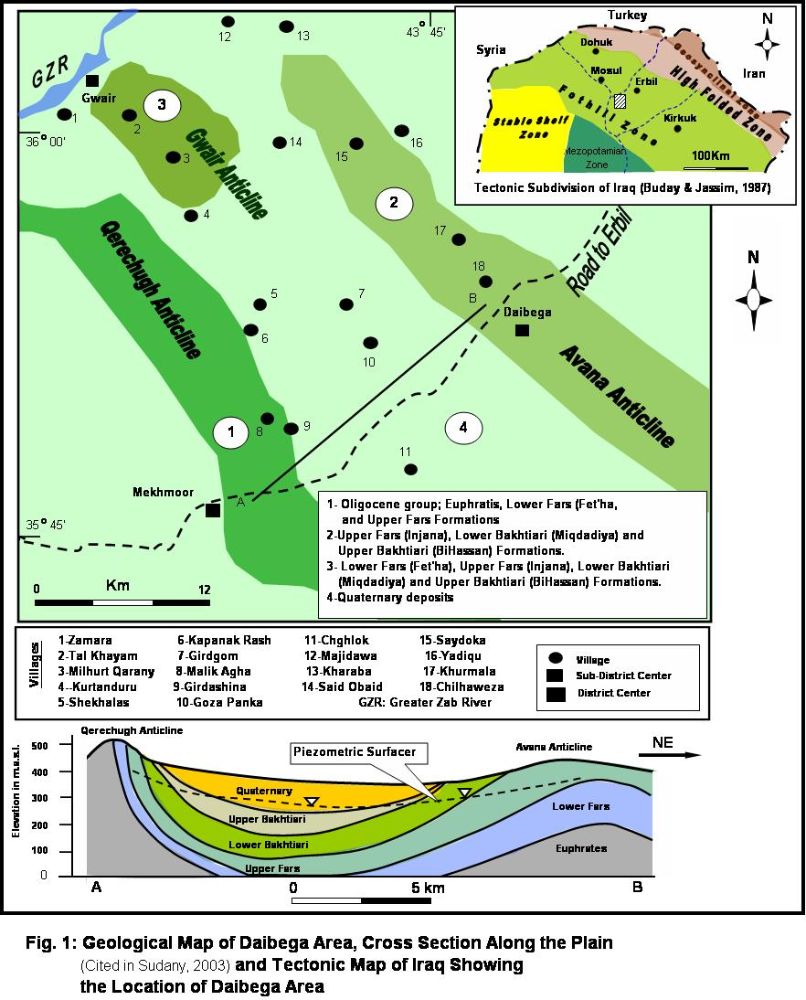 GZR
Gwair
1
2
3
3
4
12
13
14
15
16
43° 45'
36° 00'
Gwair Anticline
Qerechugh Anticline
2
17
18
B
Daibega
Road to Erbil
Avana Anticline
5
6
7
10
8
9
1
4
11
Mekhmoor
A
35° 45'
Km
0 12
N
Turkey
Syria
Iran
N
Dohuk
Mosul
Erbil
Kirkuk
Geosynclinal Zone
High Folded Zone
Foothill Zone
Stable Shelf
Zone
Mezopotamian
Zone
100Km
Tectonic Subdivision of Iraq (Buday & Jassim, 1987)
1- Oligocene group; Euphratis, Lower Fars (Fet'ha,
and Upper Fars Formations
2-Upper Fars (Injana), Lower Bakhtiari (Miqdadiya) and
Upper Bakhtiari (BiHassan) Formations.
3- Lower Fars (Fet'ha), Upper Fars (Injana), Lower Bakhtiari
(Miqdadiya) and Upper Bakhtiari (BiHassan) Formations.
4-Quaternary deposits
Villages
1-Zamara 6-Kapanak Rash 11-Chghlok 15-Saydoka
2-Tal Khayam 7-Girdgom 12-Majidawa 16-Yadiqu
3-Milhurt Qarany 8-Malik Agha 13-Kharaba 17-Khurmala
4--Kurtanduru 9-Girdashina 14-Said Obaid 18-Chilhaweza
5-Shekhalas 10-Goza Panka GZR: Greater Zab River
Village
Sub-District Center
District Center
Qerechugh Anticline
Piezometric Surfacer
Avana Anticline
NE
Elevation in m.a.s.l.
500
400
300
200
100
0
Quaternary
Upper Bakhtiari
Lower Bakhtiari
Upper Fars
Lower Fars
Euphrates
A
B
0 5 km
Fig. 1: Geological Map of Daibega Area, Cross Section Along the Plain
(Cited in Sudany, 2003) and Tectonic Map of Iraq Showing
the Location of Daibega Area